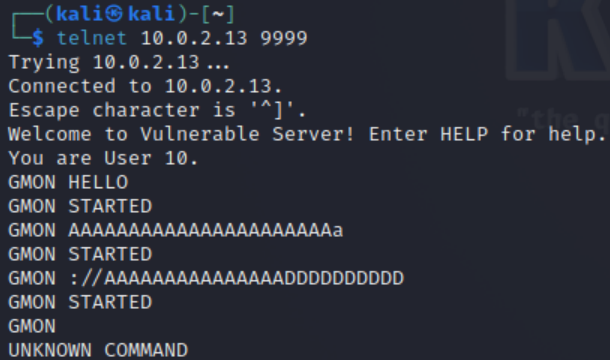 ┌──(kali㉿kali)-[~]
└─$ telnet 10.0.2.13 9999
Trying 10.0.2.13...
Connected to 10.0.2.13.
Escape character is '^]'.
Welcome to Vulnerable Server! Enter HELP for help.
You are User 10.
GMON HELLO
GMON STARTED
GMON AAAAAAAAAAAAAAAAAAAAAAa
GMON STARTED
GMON ://AAAAAAAAAAAAAAADDDDDDDDDD
GMON STARTED
GMON
UNKNOWN COMMAND